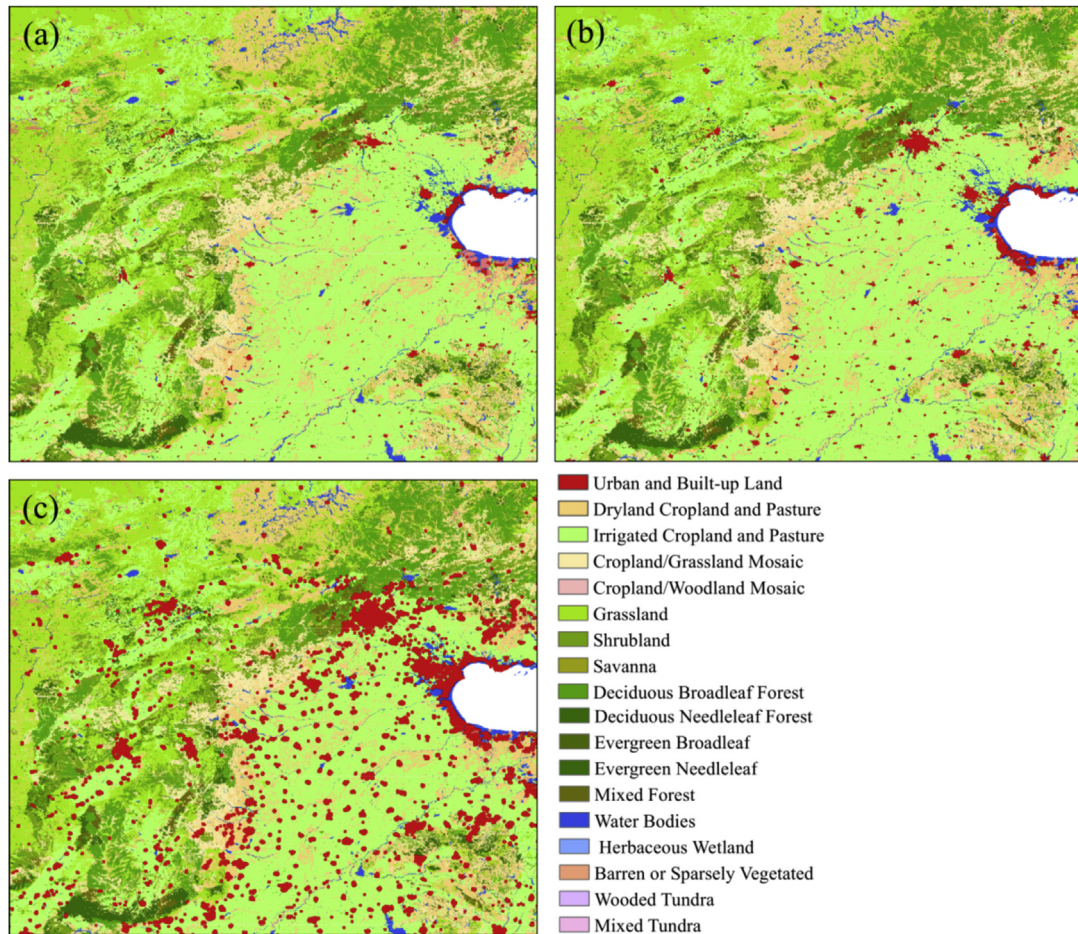 (a)
(b)
(c)
Urban and Built-up Land
Dryland Cropland and Pasture
Irrigated Cropland and Pasture
Cropland/Grassland Mosaic
Cropland/Woodland Mosaic
Grassland
Shrubland
Savanna
Deciduous Broadleaf Forest
Deciduous Needleleaf Forest
Evergreen Broadleaf
Evergreen Needleleaf
Mixed Forest
Water Bodies
Herbaceous Wetland
Barren or Sparsely Vegetated
Wooded Tundra
Mixed Tundra